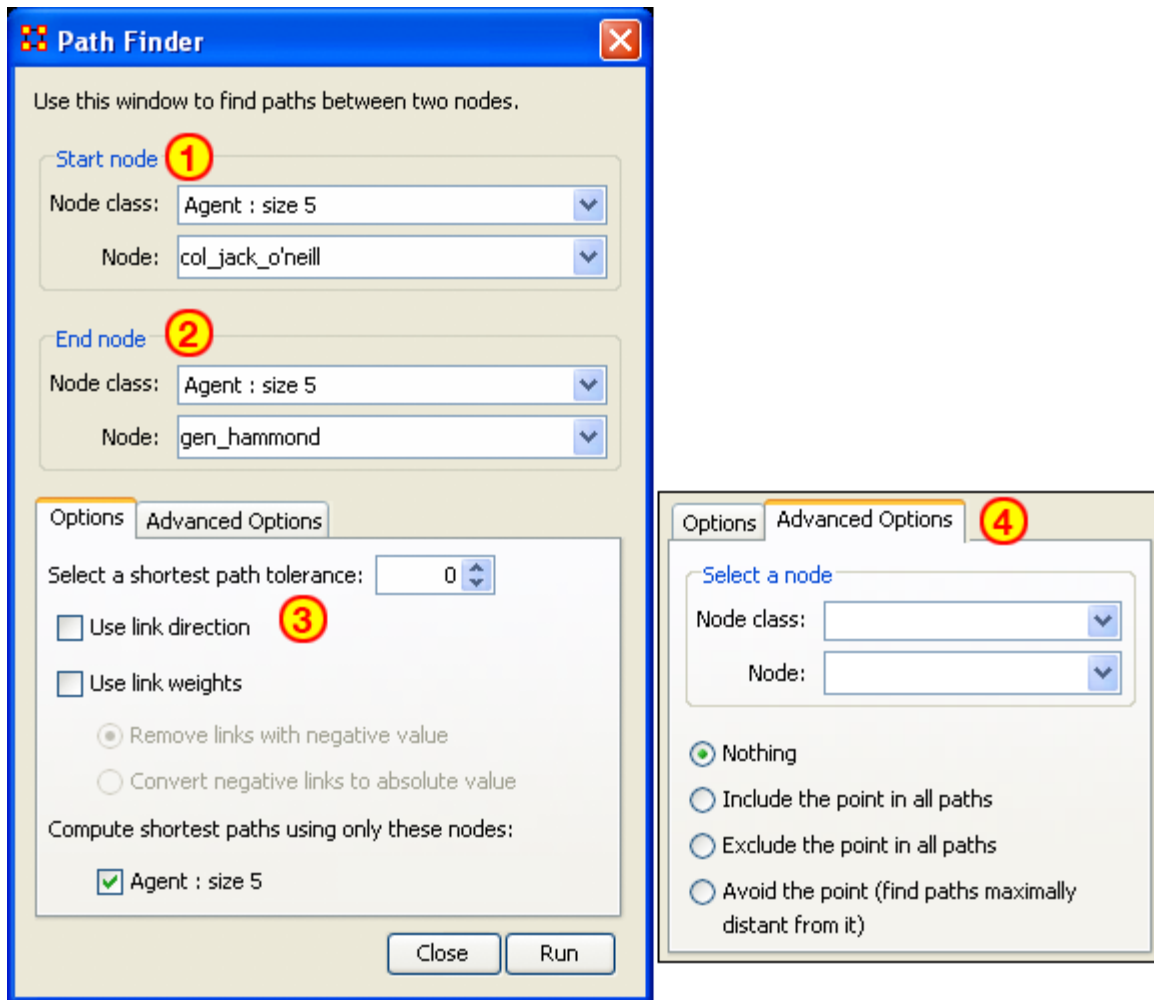 Path Finder
Use this window to find paths between two nodes.
Start node 1
Node class: Agent : size 5
Node: col_jack_o'neill
End node 2
Node class: Agent : size 5
Node: gen_hammond
Options Advanced Options
Select a shortest path tolerance: 0
Use link direction 3
Use link weights
Remove links with negative value
Convert negative links to absolute value
Compute shortest paths using only these nodes:
Agent : size 5
Close Run
Options Advanced Options 4
Select a node
Node class:
Node:
Nothing
Include the point in all paths
Exclude the point in all paths
Avoid the point (find paths maximally
distant from it)